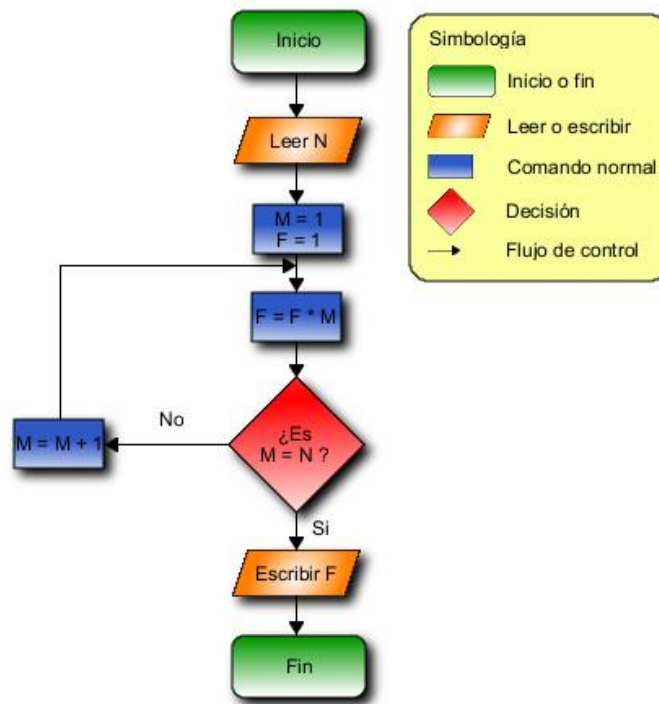 Inicio
Leer N
M = 1
F = 1
F = F * M
¿Es
M = N ?
No
M = M + 1
Si
Escribir F
Fin
Simbología
Inicio o fin
Leer o escribir
Comando normal
Decisión
Flujo de control